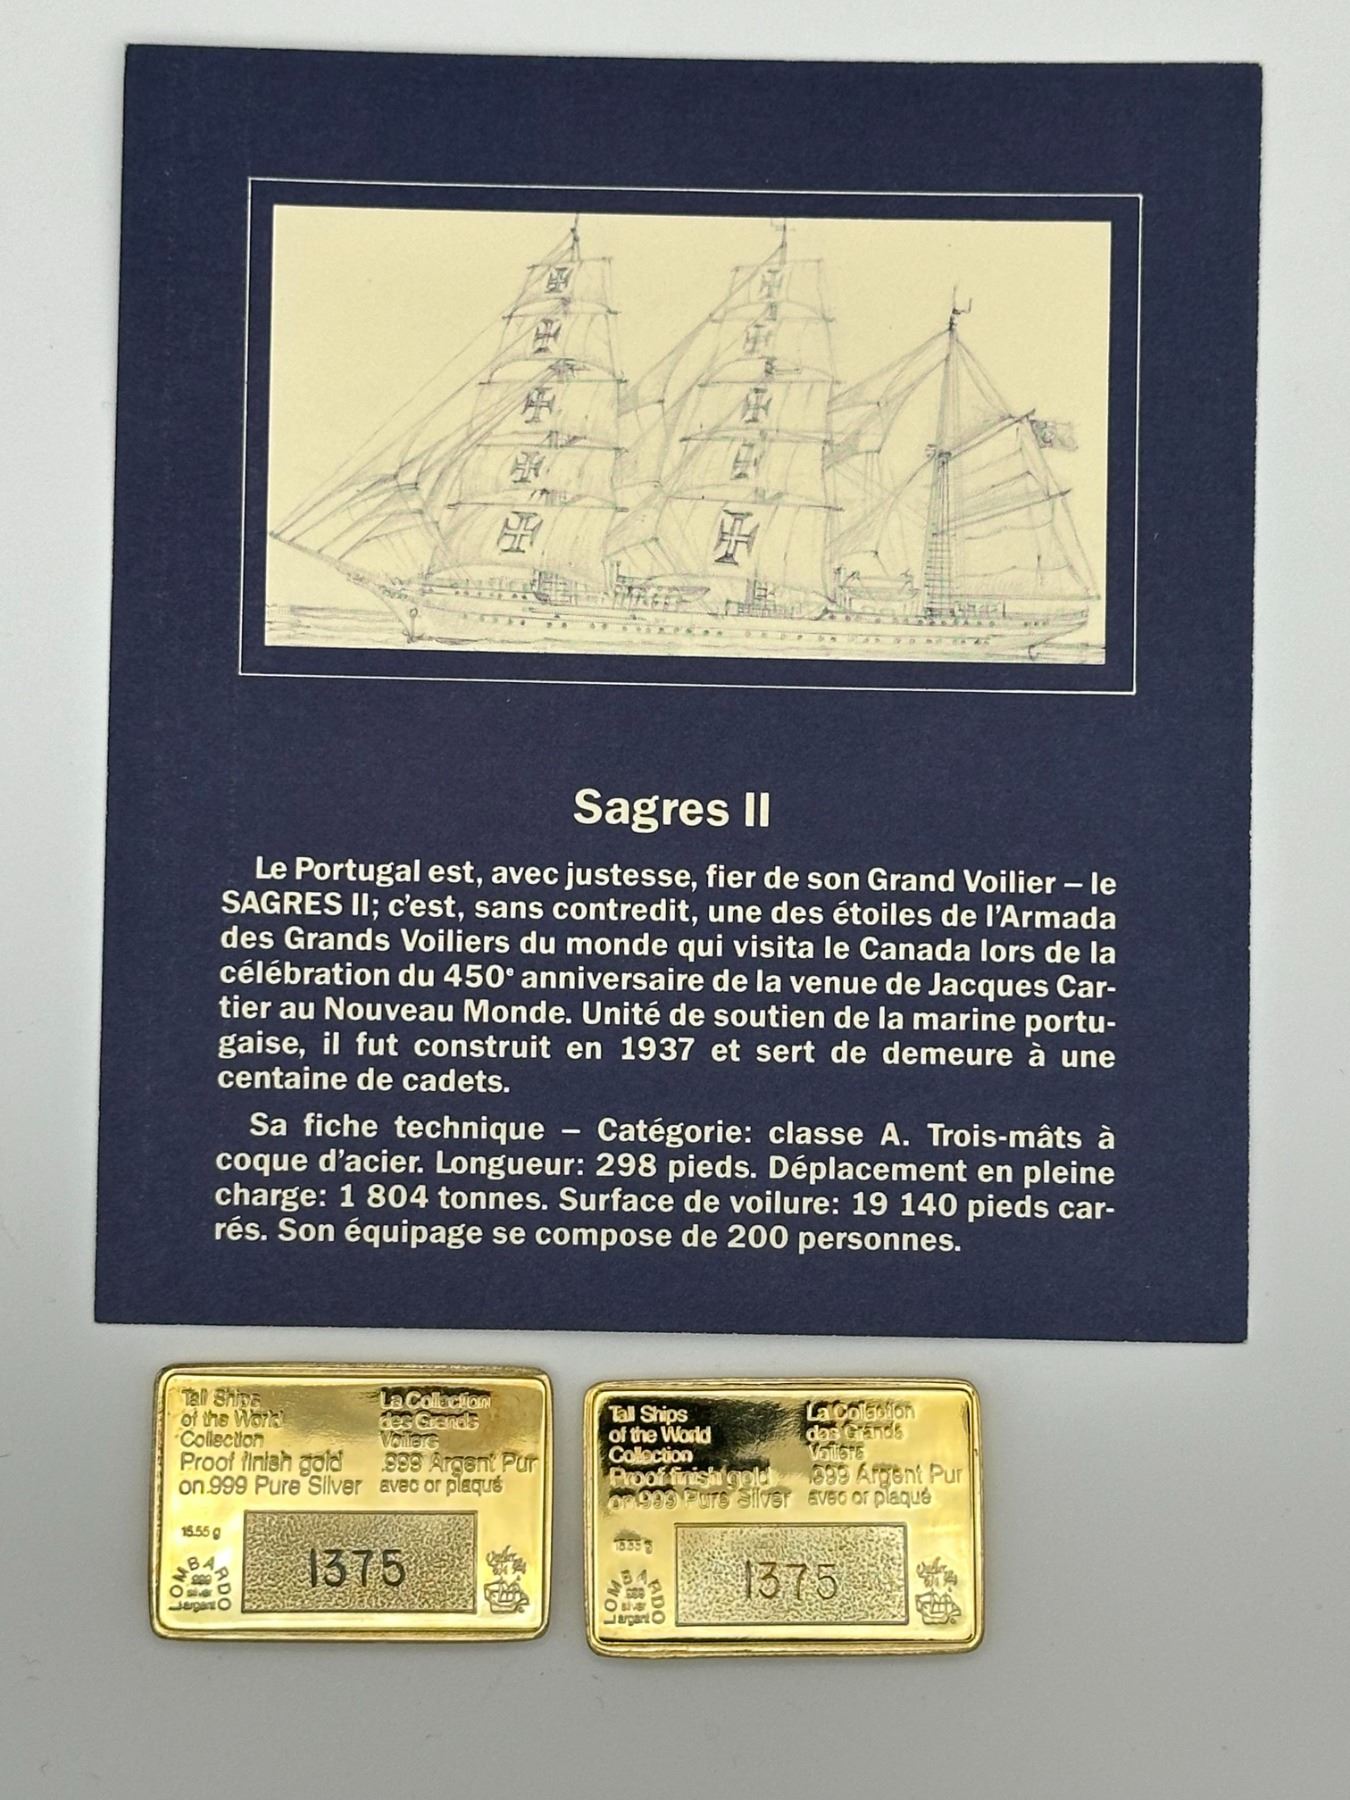 Sagres II
Le Portugal est, avec justesse, fier de son Grand Voilier – le
SAGRES II; c'est, sans contredit, une des étoiles de l'Armada
des Grands Voiliers du monde qui visita le Canada lors de la
célébration du 450e anniversaire de la venue de Jacques Car-
tier au Nouveau Monde. Unité de soutien de la marine portu-
gaise, il fut construit en 1937 et sert de demeure à une
centaine de cadets.
Sa fiche technique – Catégorie: classe A. Trois-mâts à
coque d'acier. Longueur: 298 pieds. Déplacement en pleine
charge: 1 804 tonnes. Surface de voilure: 19 140 pieds car-
rés. Son équipage se compose de 200 personnes.
Tall Ships
of the World
Collection
Proof finish gold
on .999 Pure Silver
La Collection
des Grands
Voiliers
.999 Argent Pur
avec or plaqué
15.55 g
LOMBARDO
999
silver
argent
1375
Tall Ships
of the World
Collection
Proof finish gold
on .999 Pure Silver
La Collection
des Grands
Voiliers
.999 Argent Pur
avec or plaqué
15.55 g
LOMBARDO
999
silver
argent
1375